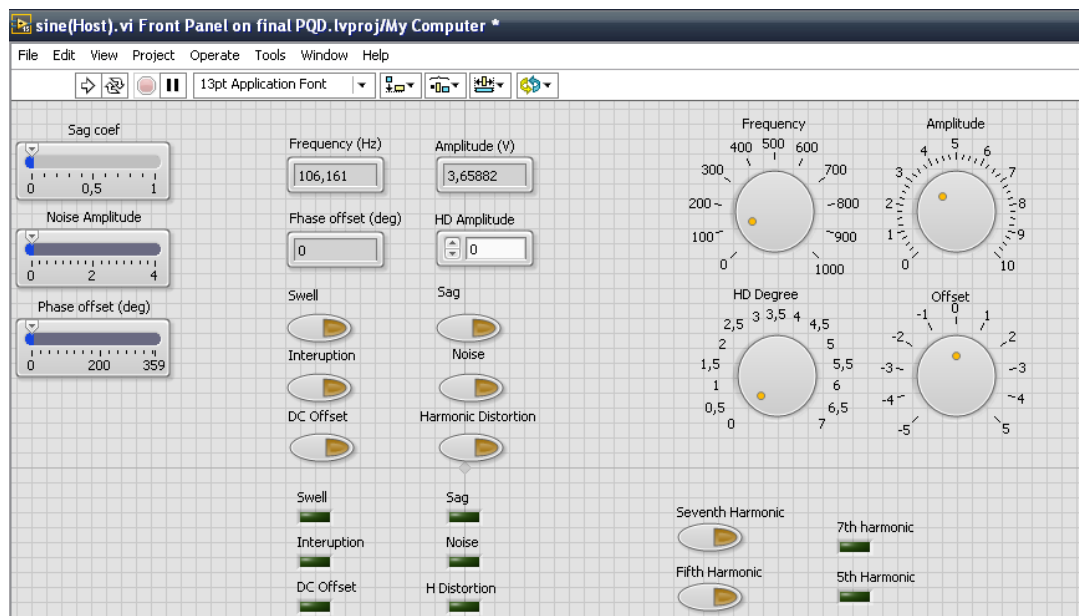 sine(Host).vi Front Panel on final PQD.lvproj/My Computer *
File Edit View Project Operate Tools Window Help
13pt Application Font
Sag coef
0 0,5 1
Noise Amplitude
0 2 4
Phase offset (deg)
0 200 359
Frequency (Hz)
106,161
Amplitude (V)
3,65882
Fhase offset (deg)
0
HD Amplitude
0
Swell
Sag
Interuption
Noise
DC Offset
Harmonic Distortion
Swell
Sag
Interuption
Noise
DC Offset
H Distortion
Frequency
0 100 200 300 400 500 600 700 800 900 1000
Amplitude
0 1 2 3 4 5 6 7 8 9 10
HD Degree
0 0,5 1 1,5 2 2,5 3 3,5 4 4,5 5 5,5 6 6,5 7
Offset
-5 -4 -3 -2 -1 0 1 2 3 4 5
Seventh Harmonic
7th harmonic
Fifth Harmonic
5th Harmonic